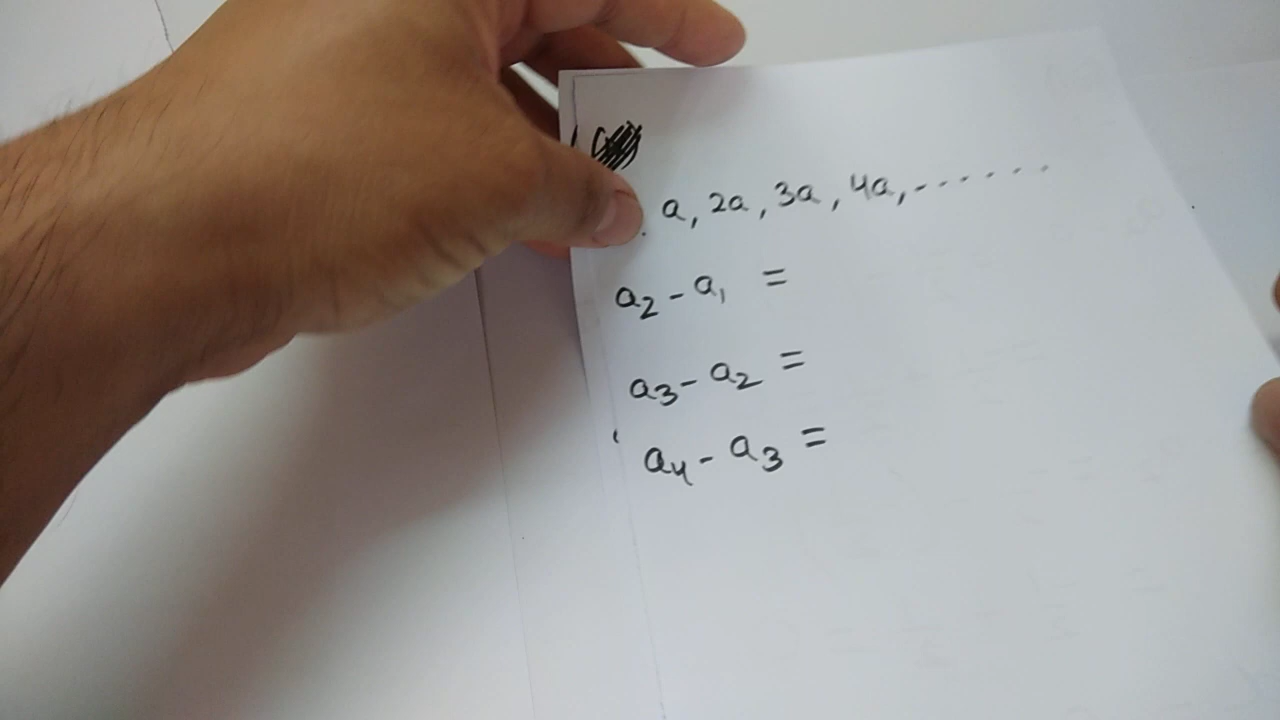 a, 2a, 3a, 4a, .......
a₂ - a₁ =
a₃ - a₂ =
a₄ - a₃ =